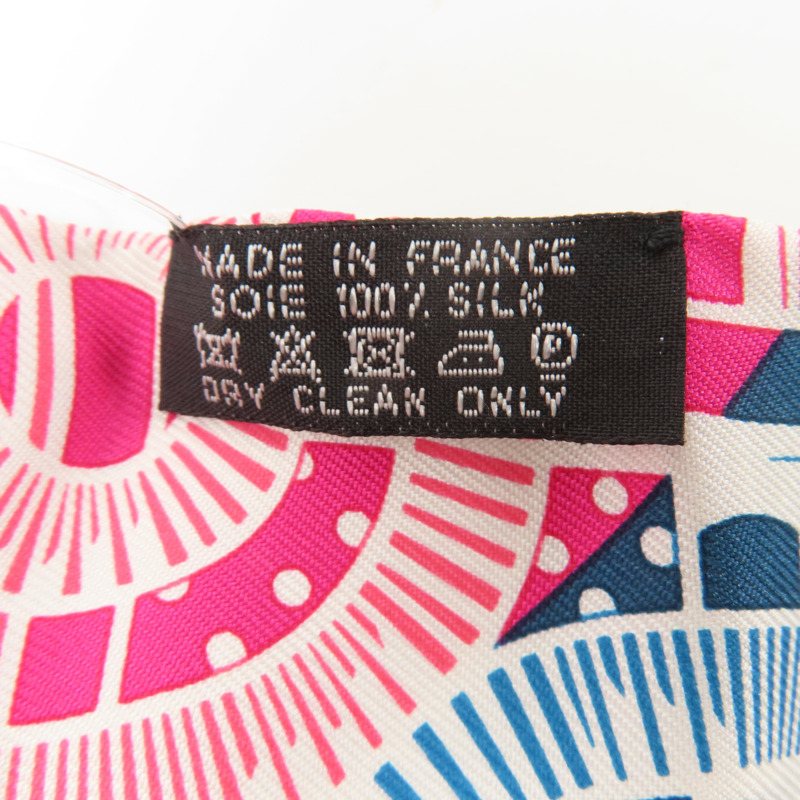 MADE IN FRANCE
SOIE 100% SILK
P
DRY CLEAN ONLY